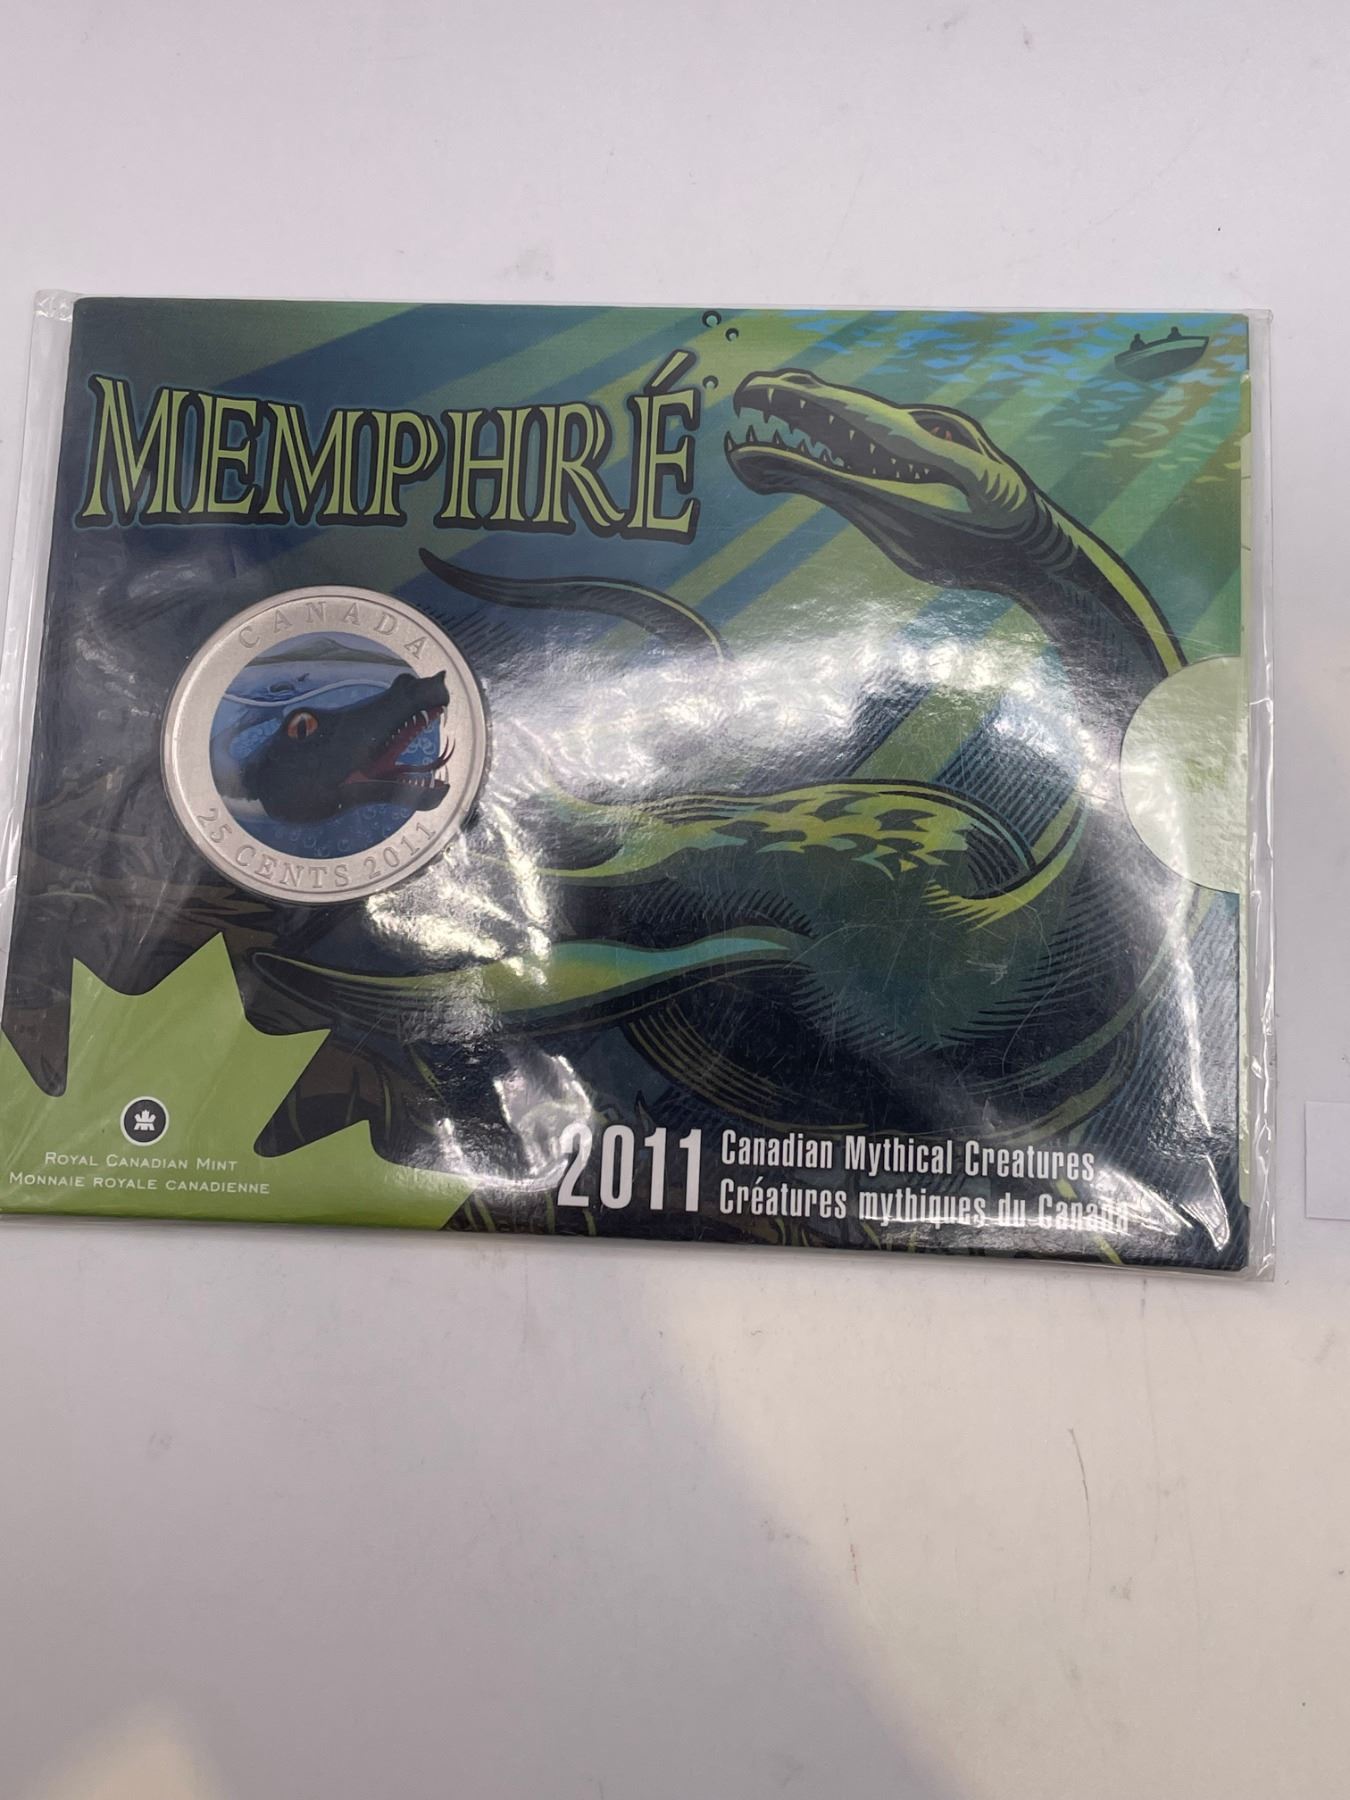 MEMPHRÉ
CANADA
25 CENTS 2011
ROYAL CANADIAN MINT
MONNAIE ROYALE CANADIENNE
2011 Canadian Mythical Creatures
Créatures mythiques du Canada